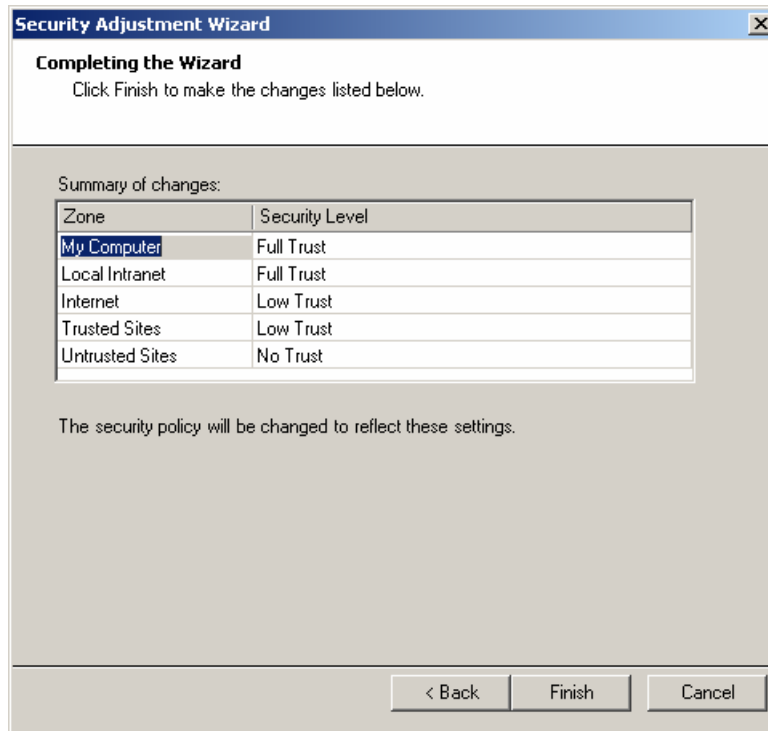 Security Adjustment Wizard
Completing the Wizard
Click Finish to make the changes listed below.
Summary of changes:
Zone Security Level
My Computer Full Trust
Local Intranet Full Trust
Internet Low Trust
Trusted Sites Low Trust
Untrusted Sites No Trust
The security policy will be changed to reflect these settings.
< Back Finish Cancel